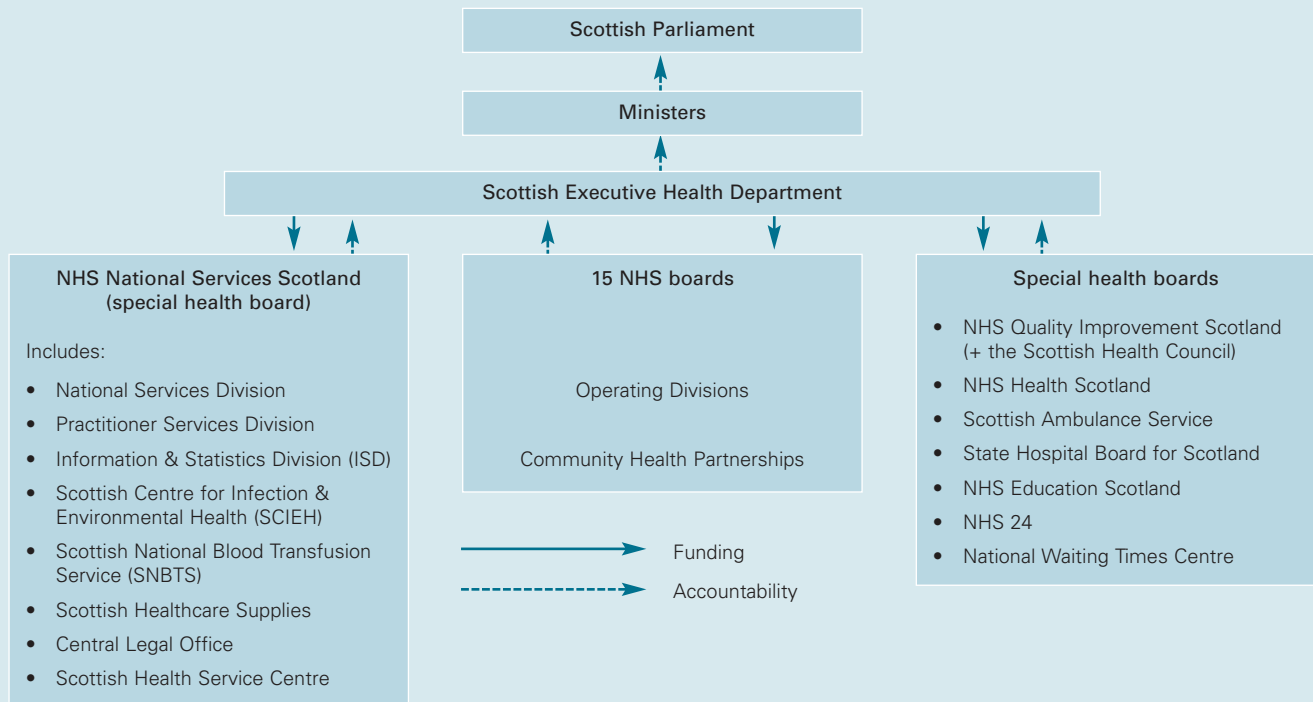 Scottish Parliament
Ministers
Scottish Executive Health Department
NHS National Services Scotland
(special health board)
Includes:
• National Services Division
• Practitioner Services Division
• Information & Statistics Division (ISD)
• Scottish Centre for Infection &
Environmental Health (SCIEH)
• Scottish National Blood Transfusion
Service (SNBTS)
• Scottish Healthcare Supplies
• Central Legal Office
• Scottish Health Service Centre
15 NHS boards
Operating Divisions
Community Health Partnerships
Funding
Accountability
Special health boards
• NHS Quality Improvement Scotland
(+ the Scottish Health Council)
• NHS Health Scotland
• Scottish Ambulance Service
• State Hospital Board for Scotland
• NHS Education Scotland
• NHS 24
• National Waiting Times Centre